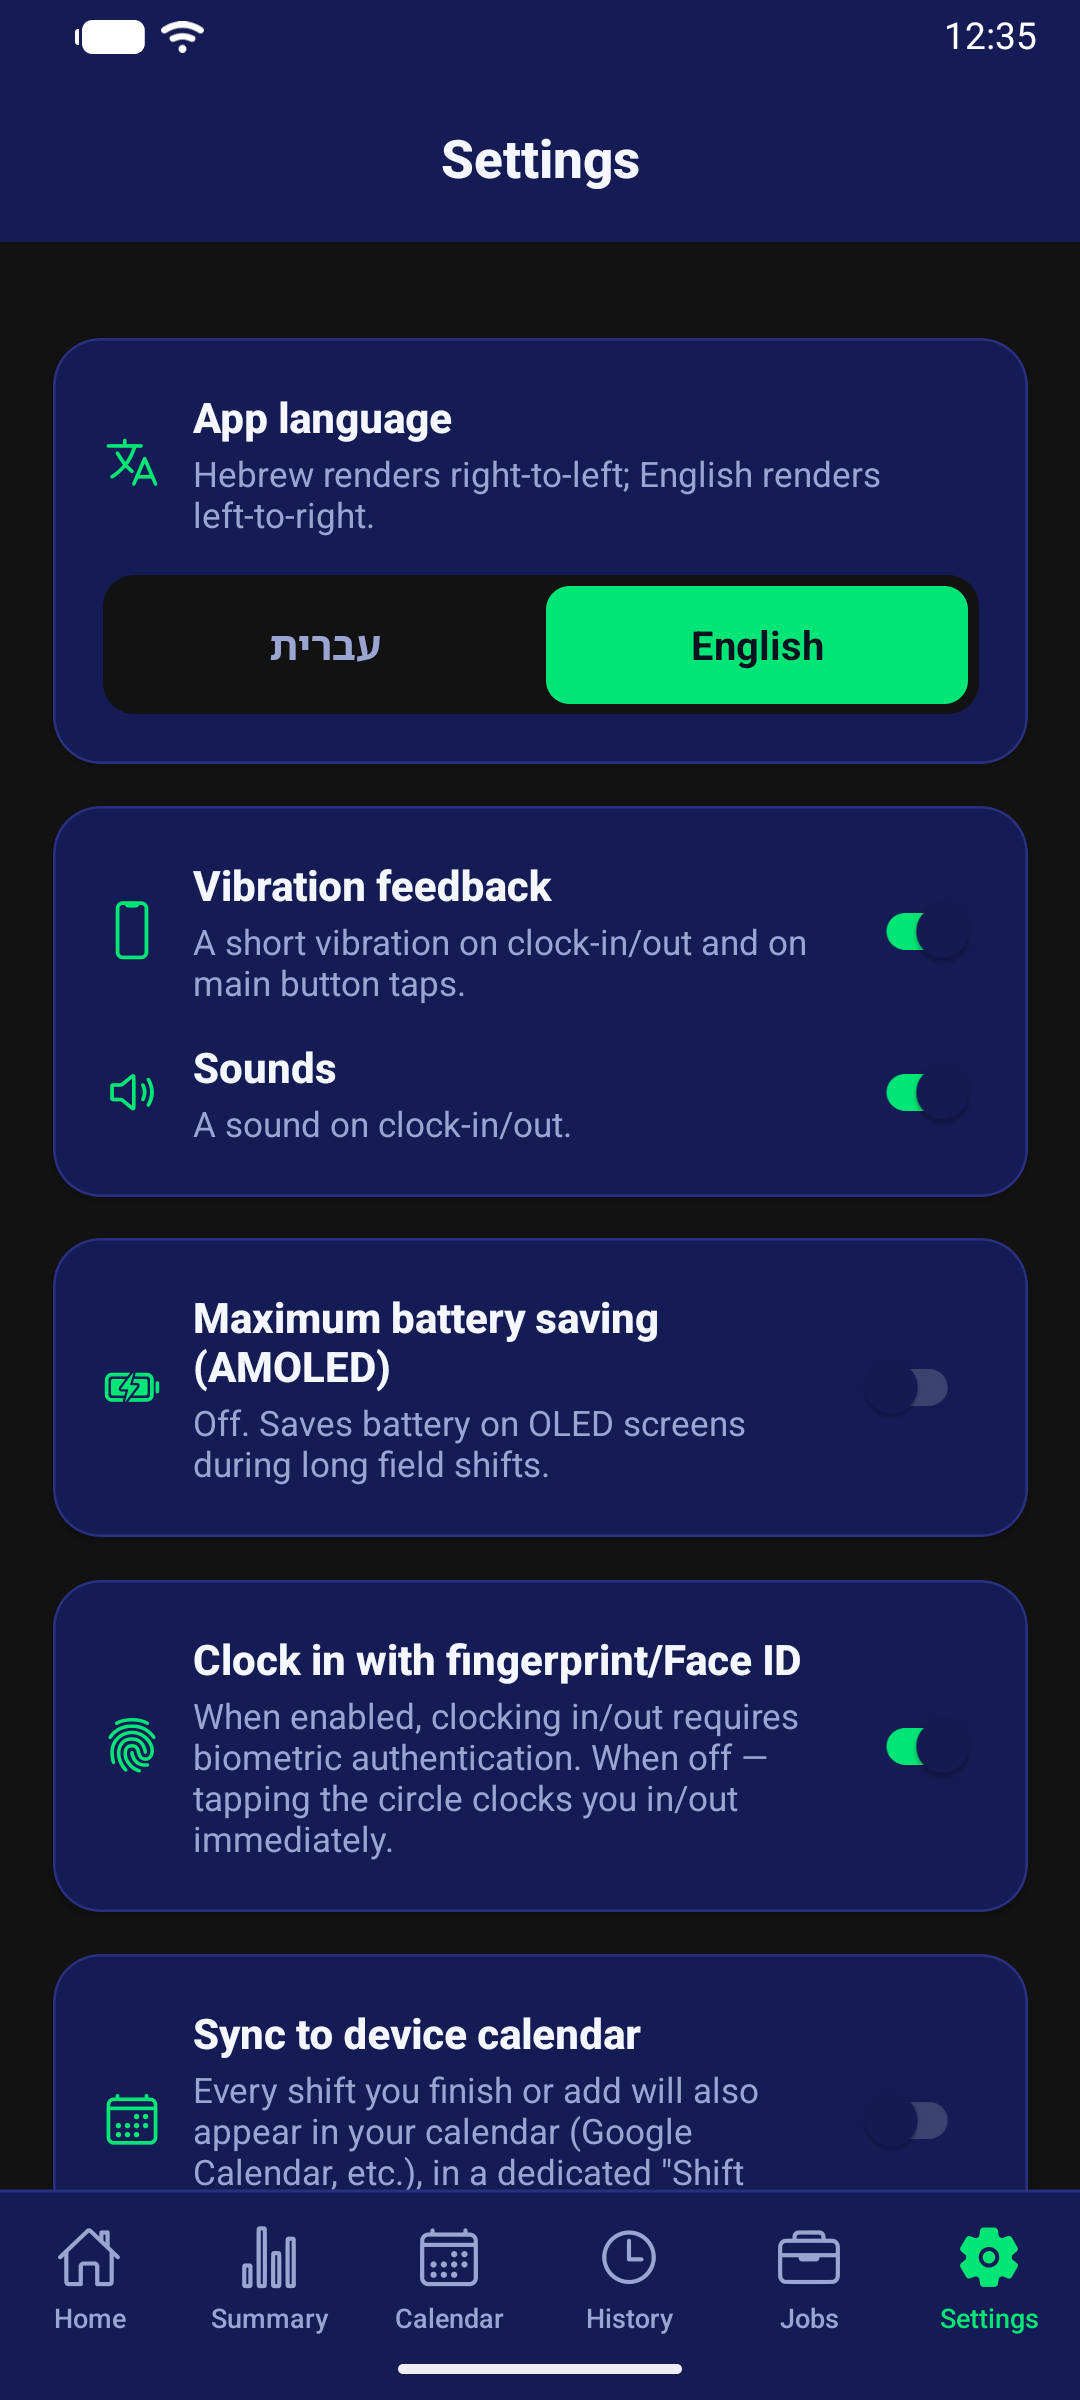 12:35
Settings
App language
Hebrew renders right-to-left; English renders
left-to-right.
עברית
English
Vibration feedback
A short vibration on clock-in/out and on
main button taps.
Sounds
A sound on clock-in/out.
Maximum battery saving
(AMOLED)
Off. Saves battery on OLED screens
during long field shifts.
Clock in with fingerprint/Face ID
When enabled, clocking in/out requires
biometric authentication. When off —
tapping the circle clocks you in/out
immediately.
Sync to device calendar
Every shift you finish or add will also
appear in your calendar (Google
Calendar, etc.), in a dedicated "Shift
Home
Summary
Calendar
History
Jobs
Settings